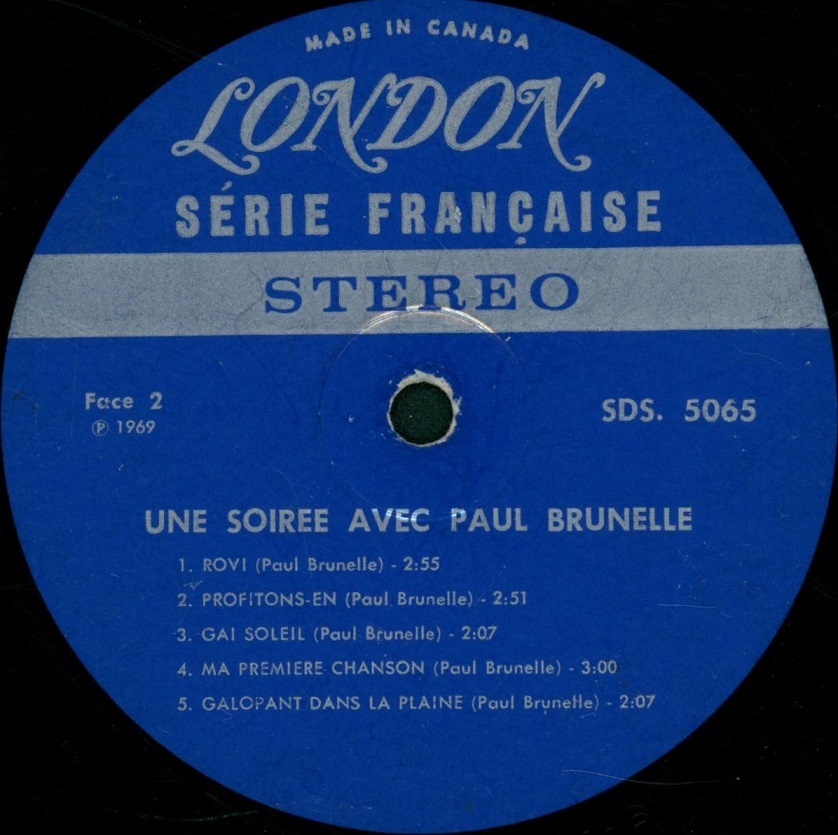 MADE IN CANADA
LONDON
SÉRIE FRANÇAISE
STEREO
Face 2
℗ 1969
SDS. 5065
UNE SOIREE AVEC PAUL BRUNELLE
1. ROVI (Paul Brunelle) - 2:55
2. PROFITONS-EN (Paul Brunelle) - 2:51
3. GAI SOLEIL (Paul Brunelle) - 2:07
4. MA PREMIERE CHANSON (Paul Brunelle) - 3:00
5. GALOPANT DANS LA PLAINE (Paul Brunelle) - 2:07